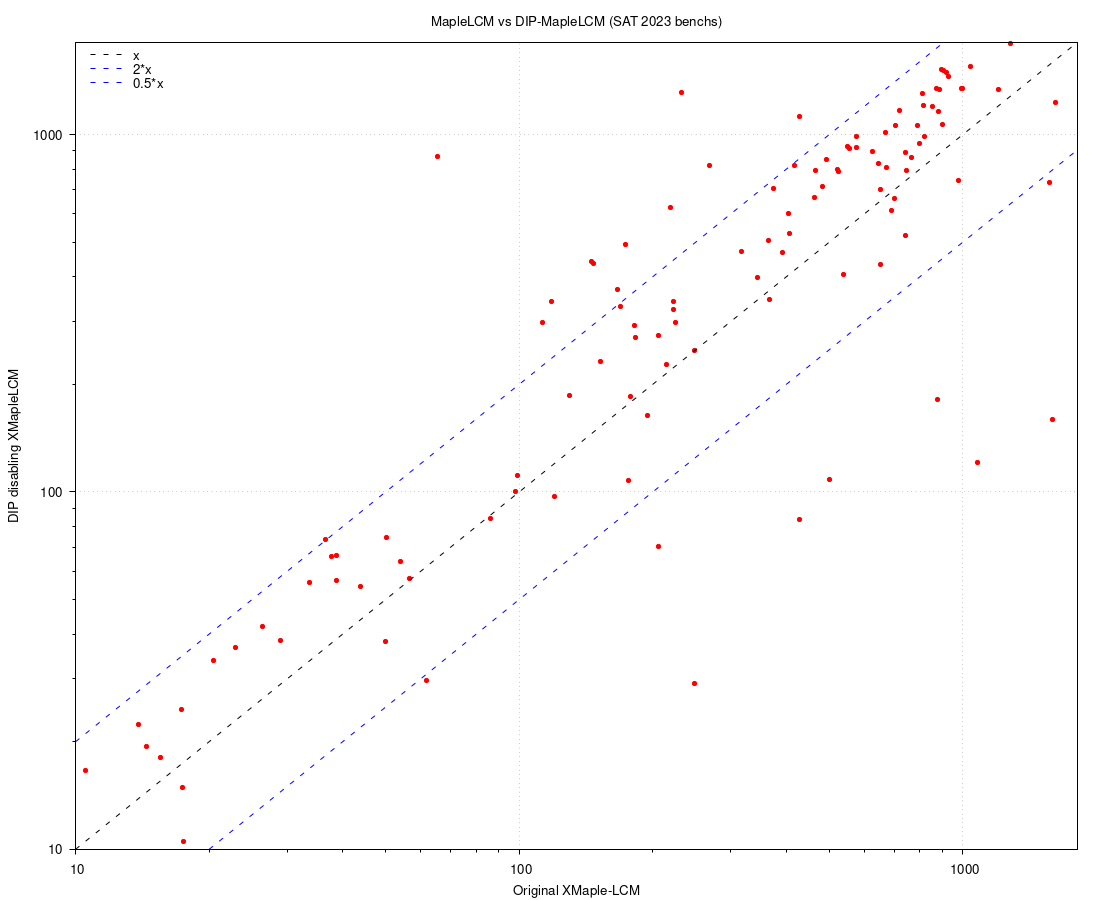 MapleLCM vs DIP-MapleLCM (SAT 2023 benchs)
x
2*x
0.5*x
1000
100
10
DIP disabling XMapleLCM
10
100
1000
Original XMaple-LCM